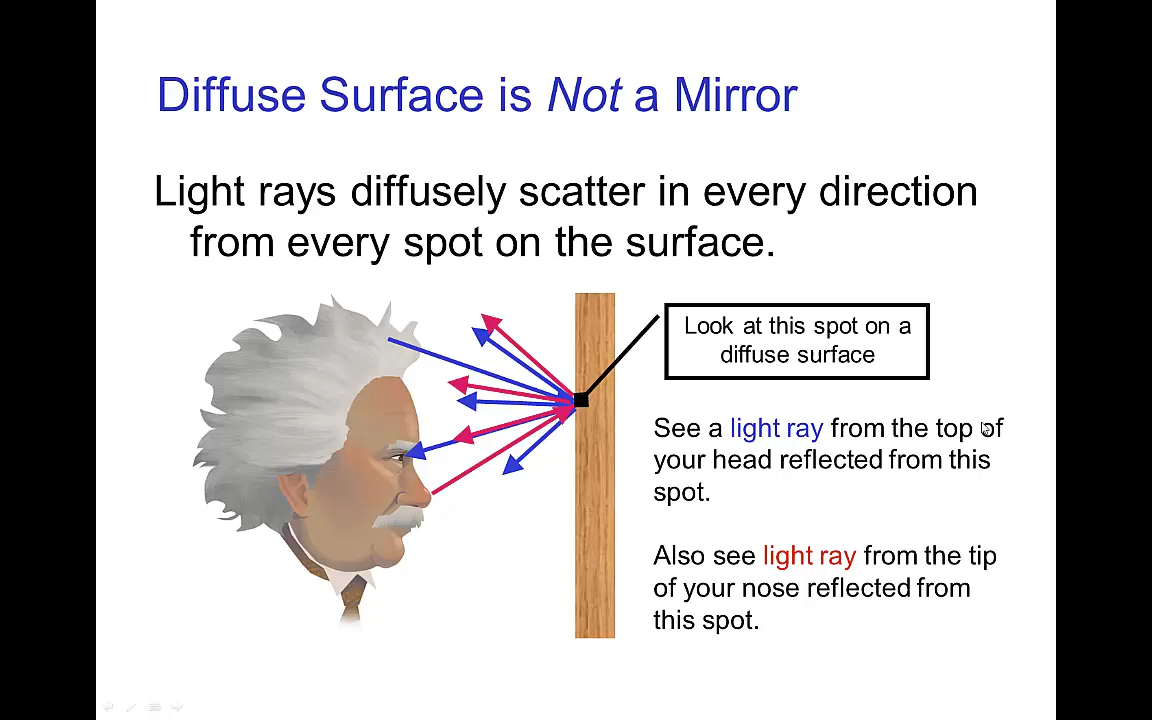 Diffuse Surface is Not a Mirror
Light rays diffusely scatter in every direction
from every spot on the surface.
Look at this spot on a
diffuse surface
See a light ray from the top of
your head reflected from this
spot.
Also see light ray from the tip
of your nose reflected from
this spot.